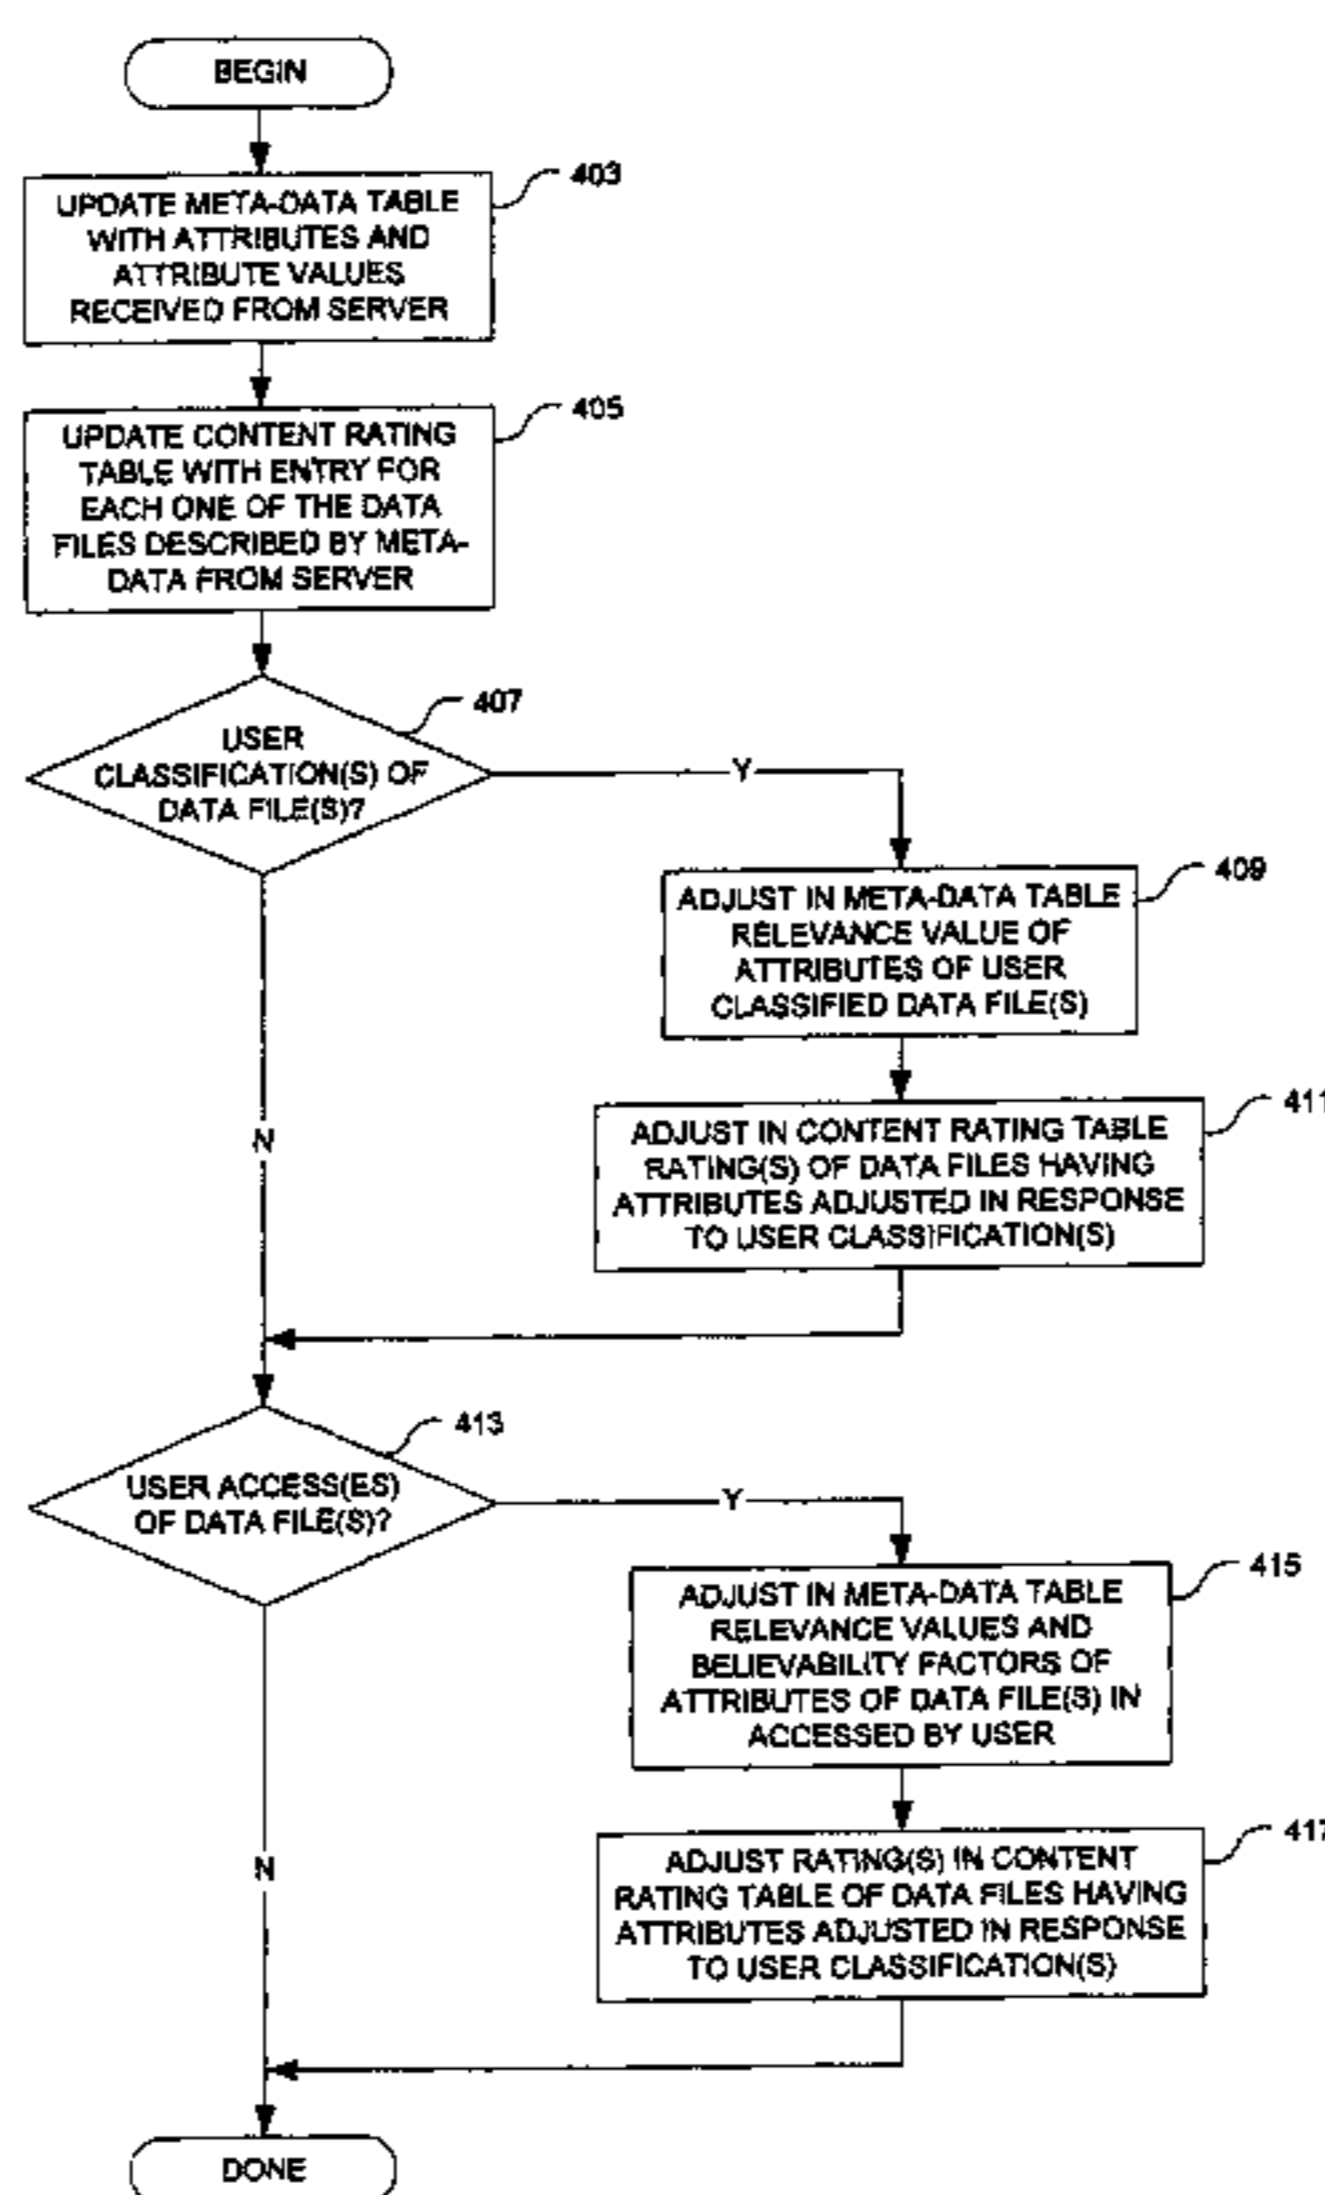 BEGIN
403
UPDATE META-DATA TABLE
WITH ATTRIBUTES AND
ATTRIBUTE VALUES
RECEIVED FROM SERVER
405
UPDATE CONTENT RATING
TABLE WITH ENTRY FOR
EACH ONE OF THE DATA
FILES DESCRIBED BY META-
DATA FROM SERVER
407
USER
CLASSIFICATION(S) OF
DATA FILE(S)?
Y
409
ADJUST IN META-DATA TABLE
RELEVANCE VALUE OF
ATTRIBUTES OF USER
CLASSIFIED DATA FILE(S)
411
ADJUST IN CONTENT RATING TABLE
RATING(S) OF DATA FILES HAVING
ATTRIBUTES ADJUSTED IN RESPONSE
TO USER CLASSIFICATION(S)
N
413
USER ACCESS(ES)
OF DATA FILE(S)?
Y
415
ADJUST IN META-DATA TABLE
RELEVANCE VALUES AND
BELIEVABILITY FACTORS OF
ATTRIBUTES OF DATA FILE(S) IN
ACCESSED BY USER
417
ADJUST RATING(S) IN CONTENT
RATING TABLE OF DATA FILES HAVING
ATTRIBUTES ADJUSTED IN RESPONSE
TO USER CLASSIFICATION(S)
N
DONE